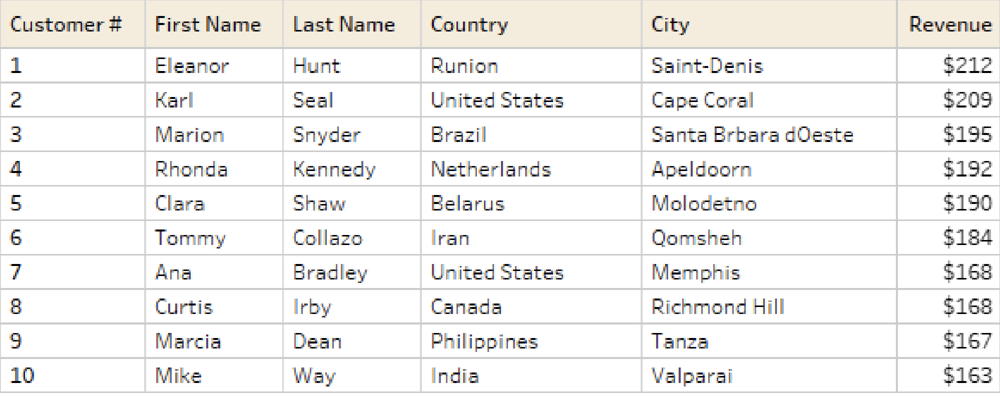 Customer # First Name Last Name Country City Revenue
1 Eleanor Hunt Runion Saint-Denis $212
2 Karl Seal United States Cape Coral $209
3 Marion Snyder Brazil Santa Brbara dOeste $195
4 Rhonda Kennedy Netherlands Apeldoorn $192
5 Clara Shaw Belarus Molodetno $190
6 Tommy Collazo Iran Qomsheh $184
7 Ana Bradley United States Memphis $168
8 Curtis Irby Canada Richmond Hill $168
9 Marcia Dean Philippines Tanza $167
10 Mike Way India Valparai $163